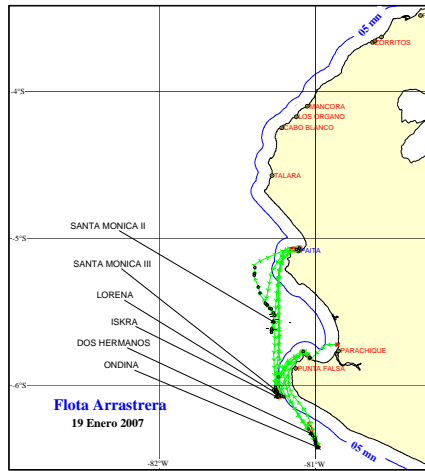 05 mn
ZORRITOS
-4°S
MANCORA
LOS ORGANO
CABO BLANCO
TALARA
SANTA MONICA II
-5°S
PAITA
SANTA MONICA III
LORENA
ISKRA
DOS HERMANOS
ONDINA
PARACHIQUE
PUNTA FALSA
-6°S
Flota Arrastrera
19 Enero 2007
05 mn
-82°W
-81°W